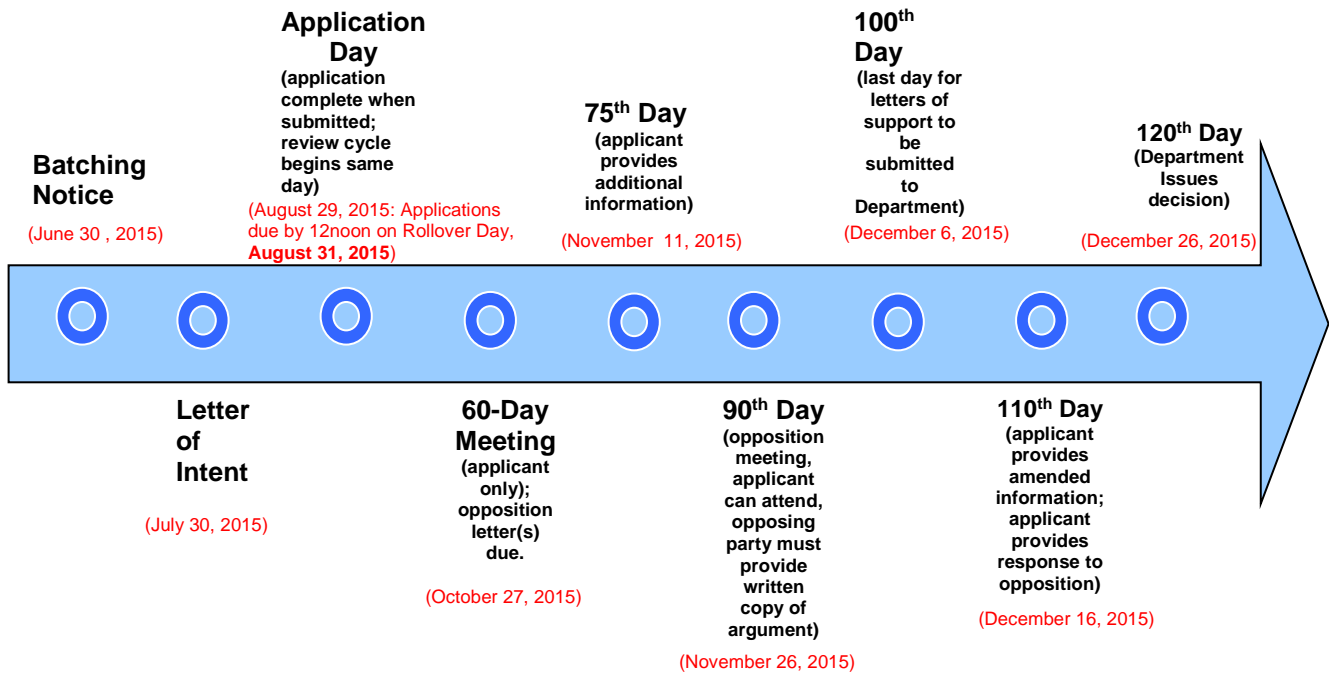 Batching
Notice
(June 30 , 2015)
Letter
of
Intent
(July 30, 2015)
Application
Day
(application
complete when
submitted;
review cycle
begins same
day)
(August 29, 2015: Applications
due by 12noon on Rollover Day,
August 31, 2015)
60-Day
Meeting
(applicant
only);
opposition
letter(s)
due.
(October 27, 2015)
75th Day
(applicant
provides
additional
information)
(November 11, 2015)
90th Day
(opposition
meeting,
applicant
can attend,
opposing
party must
provide
written
copy of
argument)
(November 26, 2015)
100th
Day
(last day for
letters of
support to
be
submitted
to
Department)
(December 6, 2015)
110th Day
(applicant
provides
amended
information;
applicant
provides
response to
opposition)
(December 16, 2015)
120th Day
(Department
Issues
decision)
(December 26, 2015)